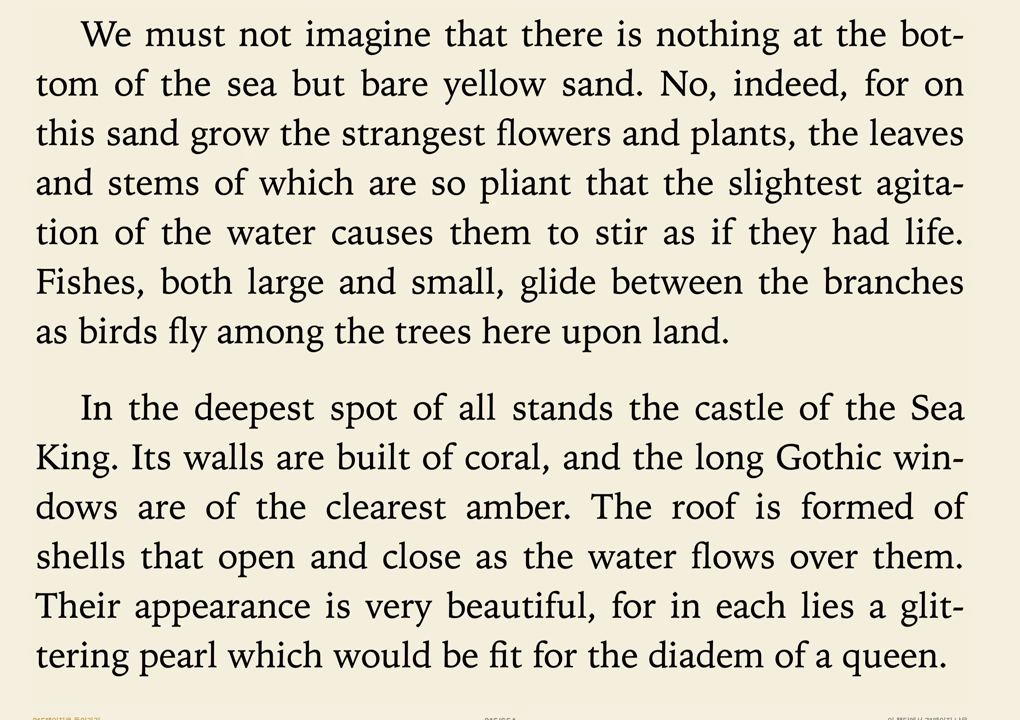 We must not imagine that there is nothing at the bot-
tom of the sea but bare yellow sand. No, indeed, for on
this sand grow the strangest flowers and plants, the leaves
and stems of which are so pliant that the slightest agita-
tion of the water causes them to stir as if they had life.
Fishes, both large and small, glide between the branches
as birds fly among the trees here upon land.
In the deepest spot of all stands the castle of the Sea
King. Its walls are built of coral, and the long Gothic win-
dows are of the clearest amber. The roof is formed of
shells that open and close as the water flows over them.
Their appearance is very beautiful, for in each lies a glit-
tering pearl which would be fit for the diadem of a queen.